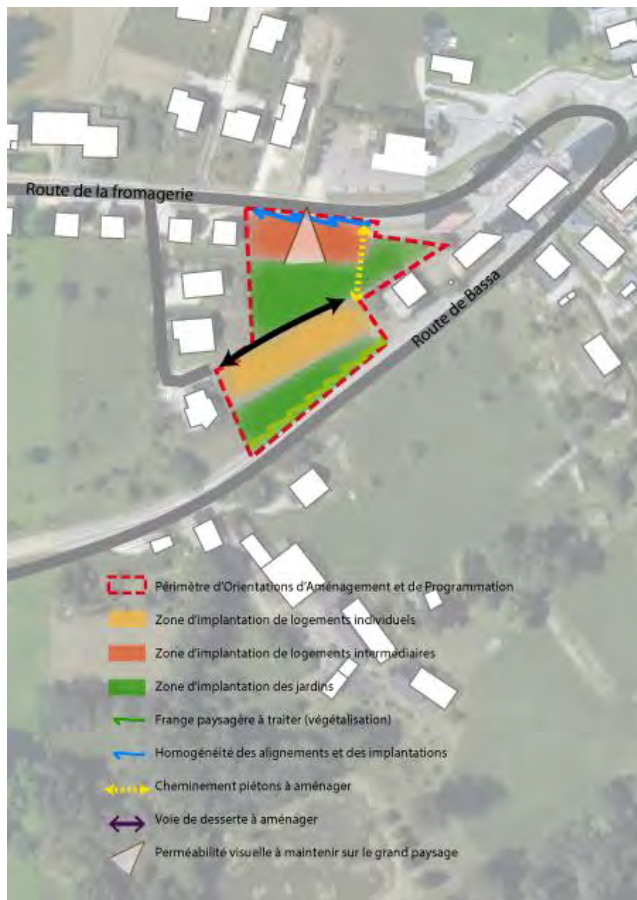 Route de la fromagerie
Route de Bassa
Périmètre d'Orientations d'Aménagement et de Programmation
Zone d'implantation de logements individuels
Zone d'implantation de logements intermédiaires
Zone d'implantation des jardins
Frange paysagère à traiter (végétalisation)
Homogénéité des alignements et des implantations
Cheminement piétons à aménager
Voie de desserte à aménager
Perméabilité visuelle à maintenir sur le grand paysage